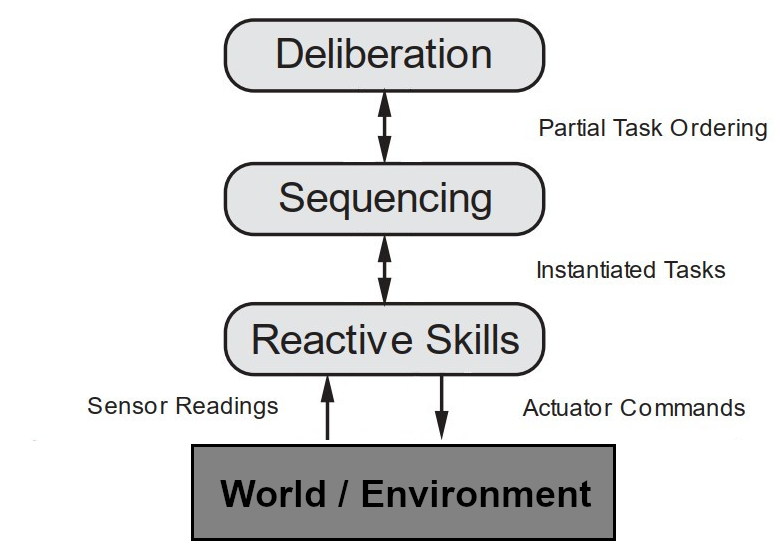 Deliberation
Partial Task Ordering
Sequencing
Instantiated Tasks
Reactive Skills
Sensor Readings
Actuator Commands
World / Environment